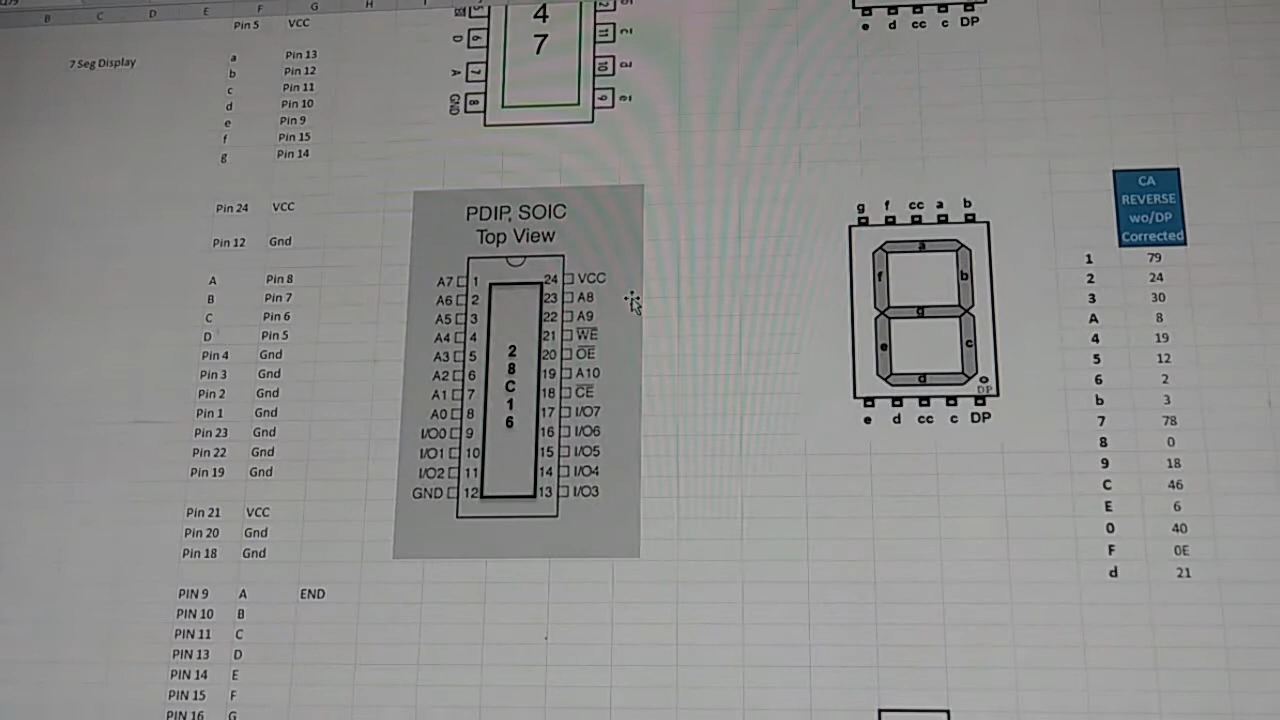 B C D E F G H
Pin 5 VCC
7 Seg Display
a Pin 13
b Pin 12
c Pin 11
d Pin 10
e Pin 9
f Pin 15
g Pin 14
4
7
D 6
A 7
GND 8
11 c
10 d
9 e
e d cc c DP
Pin 24 VCC
Pin 12 Gnd
A Pin 8
B Pin 7
C Pin 6
D Pin 5
Pin 4 Gnd
Pin 3 Gnd
Pin 2 Gnd
Pin 1 Gnd
Pin 23 Gnd
Pin 22 Gnd
Pin 19 Gnd
Pin 21 VCC
Pin 20 Gnd
Pin 18 Gnd
PIN 9 A END
PIN 10 B
PIN 11 C
PIN 13 D
PIN 14 E
PIN 15 F
PIN 16 G
PDIP, SOIC
Top View
A7 1 24 VCC
A6 2 23 A8
A5 3 22 A9
A4 4 21 WE
A3 5 20 OE
A2 6 19 A10
A1 7 18 CE
A0 8 17 I/O7
I/O0 9 16 I/O6
I/O1 10 15 I/O5
I/O2 11 14 I/O4
GND 12 13 I/O3
2
8
C
1
6
g f cc a b
a
f b
g
e c
d
DP
e d cc c DP
CA
REVERSE
wo/DP
Corrected
1 79
2 24
3 30
A 8
4 19
5 12
6 2
b 3
7 78
8 0
9 18
C 46
E 6
0 40
F 0E
d 21